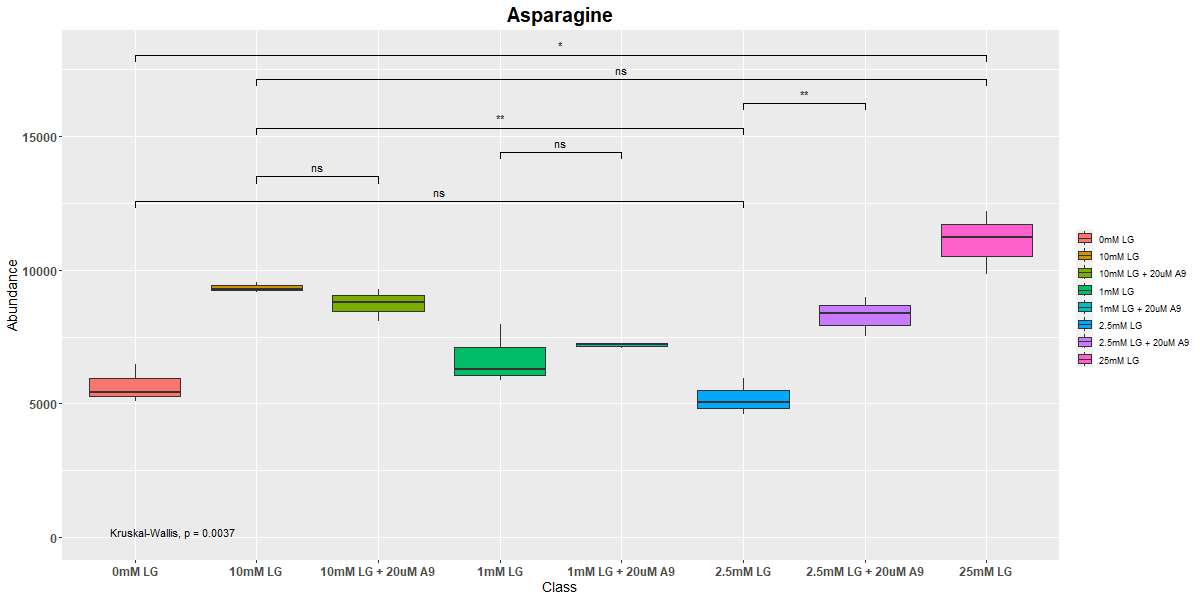 Asparagine
*
ns
**
**
ns
ns
ns
15000
10000
5000
0
Abundance
Kruskal-Wallis, p = 0.0037
0mM LG
10mM LG
10mM LG + 20uM A9
1mM LG
1mM LG + 20uM A9
2.5mM LG
2.5mM LG + 20uM A9
25mM LG
Class
0mM LG
10mM LG
10mM LG + 20uM A9
1mM LG
1mM LG + 20uM A9
2.5mM LG
2.5mM LG + 20uM A9
25mM LG